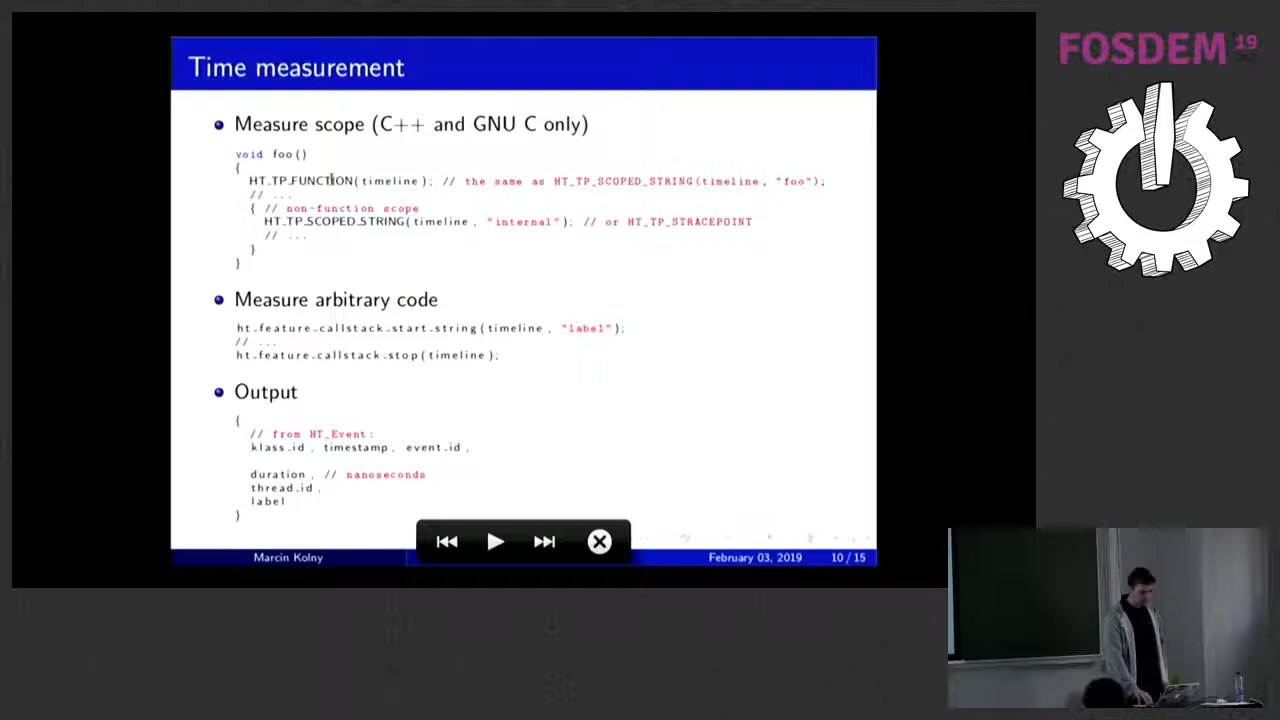 Time measurement
Measure scope (C++ and GNU C only)
void foo()
{
HT_TP_FUNCTION(timeline); // the same as HT_TP_SCOPED_STRING(timeline, "foo");
// ...
{ // non-function scope
HT_TP_SCOPED_STRING(timeline, "internal"); // or HT_TP_STRACEPOINT
// ...
}
}
Measure arbitrary code
ht_feature_callstack_start_string(timeline, "label");
// ...
ht_feature_callstack_stop(timeline);
Output
{
// from HT_Event:
klass_id, timestamp, event_id,
duration, // nanoseconds
thread_id,
label
}
Marcin Kolny
February 03, 2019 10 / 15
FOSDEM 19